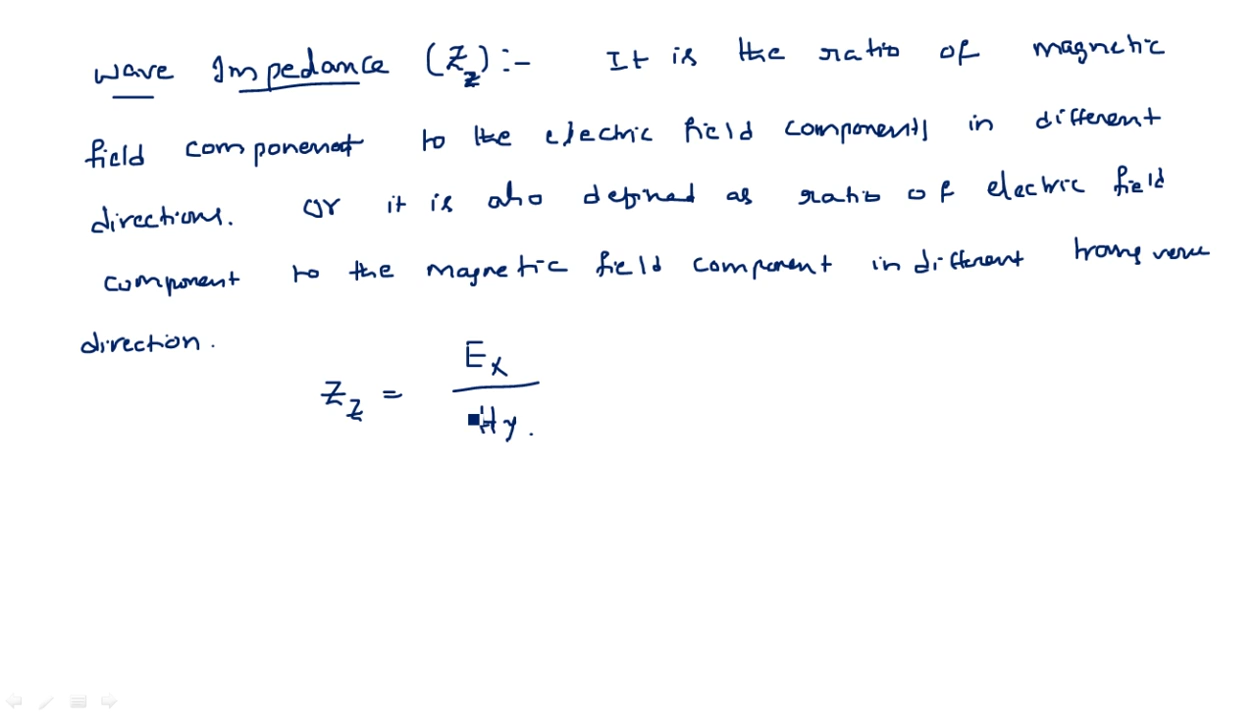 Wave Impedance (Zz) :- It is the ratio of magnetic
field component to the electric field components in different
directions. or it is also defined as ratio of electric field
component to the magnetic field component in different transverse
direction.
Zz = Ex / Hy.